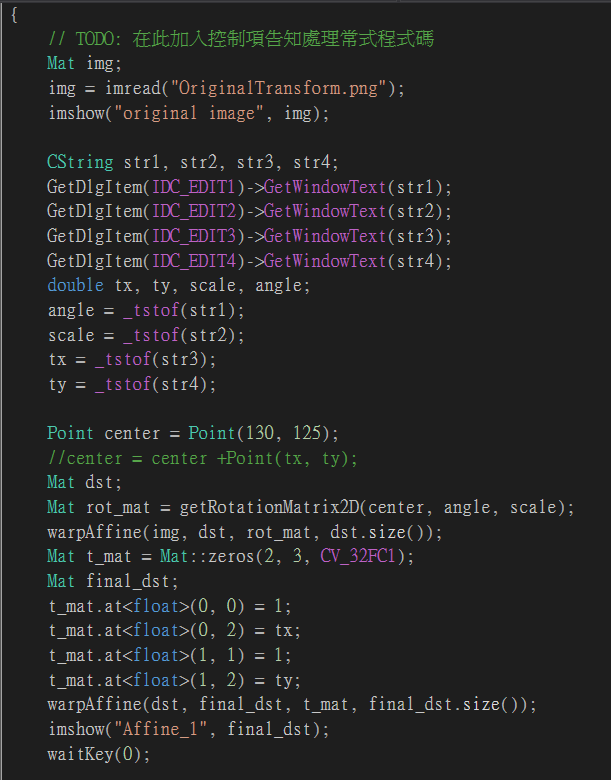 {
// TODO: 在此加入控制項告知處理常式程式碼
Mat img;
img = imread("OriginalTransform.png");
imshow("original image", img);
CString str1, str2, str3, str4;
GetDlgItem(IDC_EDIT1)->GetWindowText(str1);
GetDlgItem(IDC_EDIT2)->GetWindowText(str2);
GetDlgItem(IDC_EDIT3)->GetWindowText(str3);
GetDlgItem(IDC_EDIT4)->GetWindowText(str4);
double tx, ty, scale, angle;
angle = _tstof(str1);
scale = _tstof(str2);
tx = _tstof(str3);
ty = _tstof(str4);
Point center = Point(130, 125);
//center = center +Point(tx, ty);
Mat dst;
Mat rot_mat = getRotationMatrix2D(center, angle, scale);
warpAffine(img, dst, rot_mat, dst.size());
Mat t_mat = Mat::zeros(2, 3, CV_32FC1);
Mat final_dst;
t_mat.at<float>(0, 0) = 1;
t_mat.at<float>(0, 2) = tx;
t_mat.at<float>(1, 1) = 1;
t_mat.at<float>(1, 2) = ty;
warpAffine(dst, final_dst, t_mat, final_dst.size());
imshow("Affine_1", final_dst);
waitKey(0);